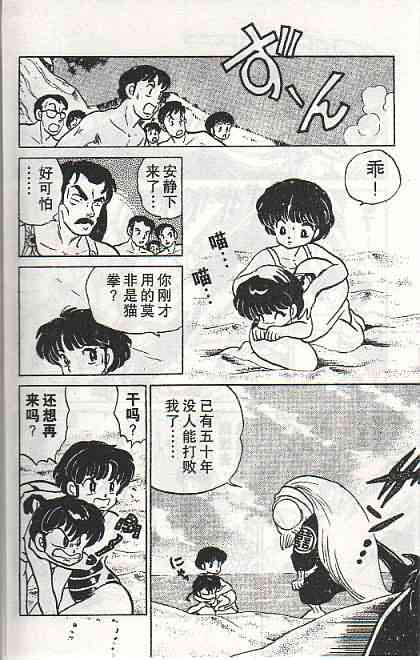 ずーん
乖！
安静下
来了…
好可怕
……
喵…
喵…
你刚才
用的莫
非是猫
拳？
已有五十年
没人能打败
我了……
にゃ
干吗？
还想再
来吗？